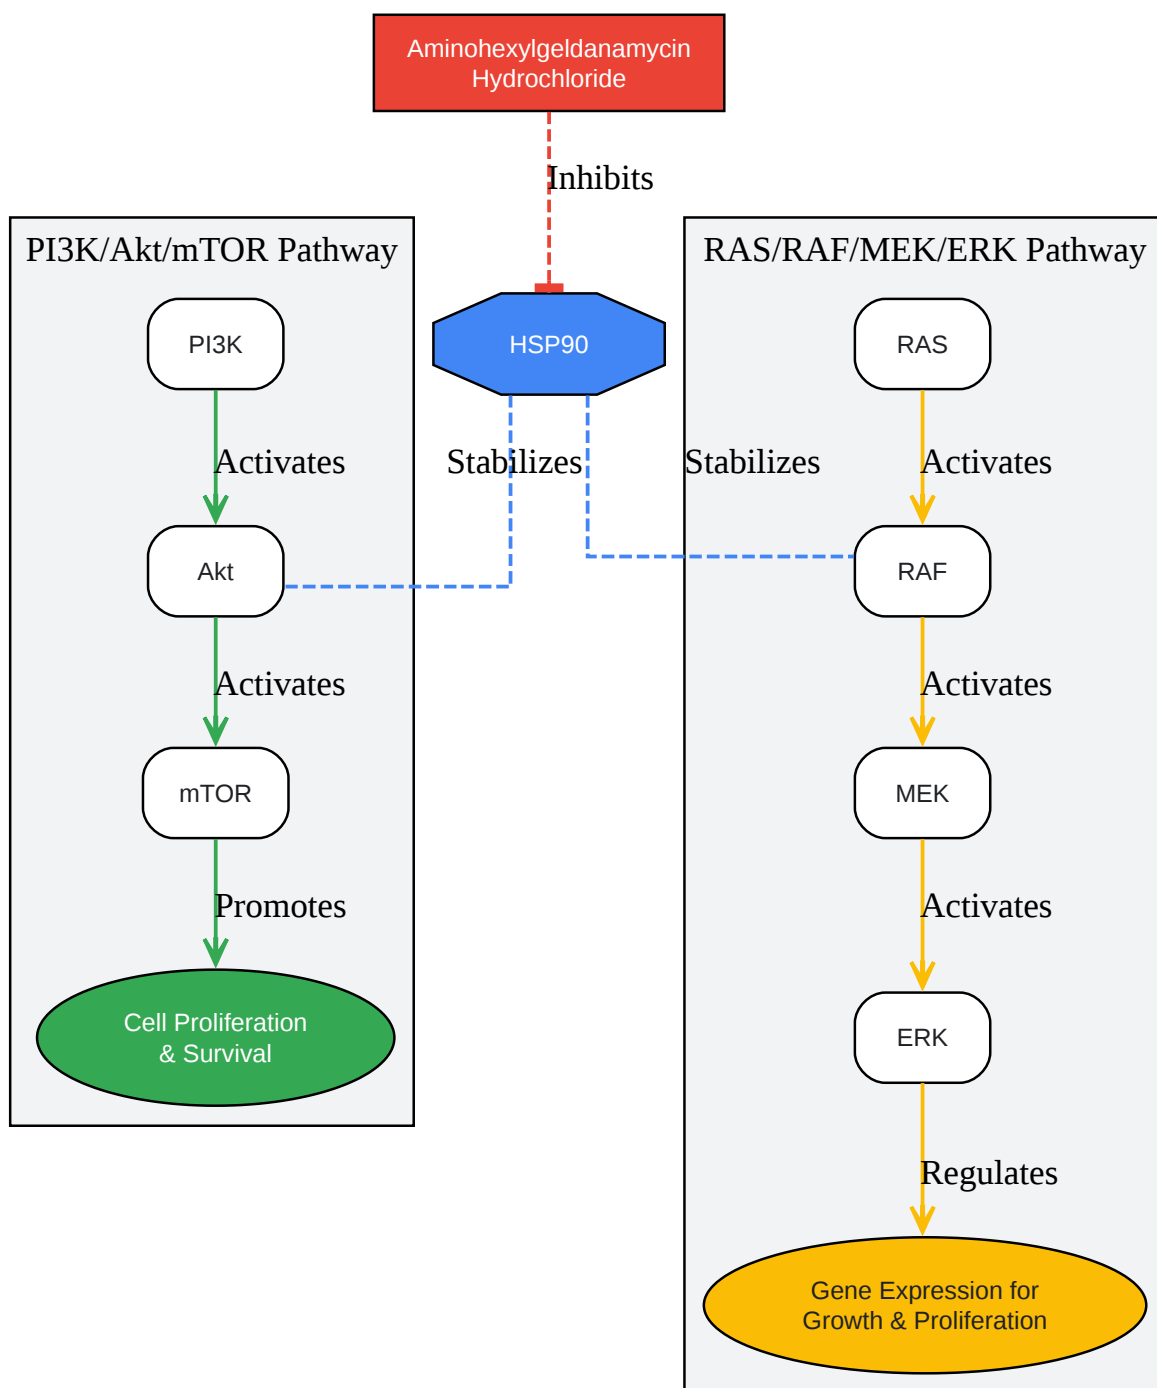 Aminohexylgeldanamycin
Hydrochloride
Inhibits
PI3K/Akt/mTOR Pathway
RAS/RAF/MEK/ERK Pathway
PI3K
HSP90
RAS
Activates
Stabilizes
Stabilizes
Activates
Akt
RAF
Activates
Activates
mTOR
MEK
Promotes
Activates
Cell Proliferation
& Survival
ERK
Regulates
Gene Expression for
Growth & Proliferation